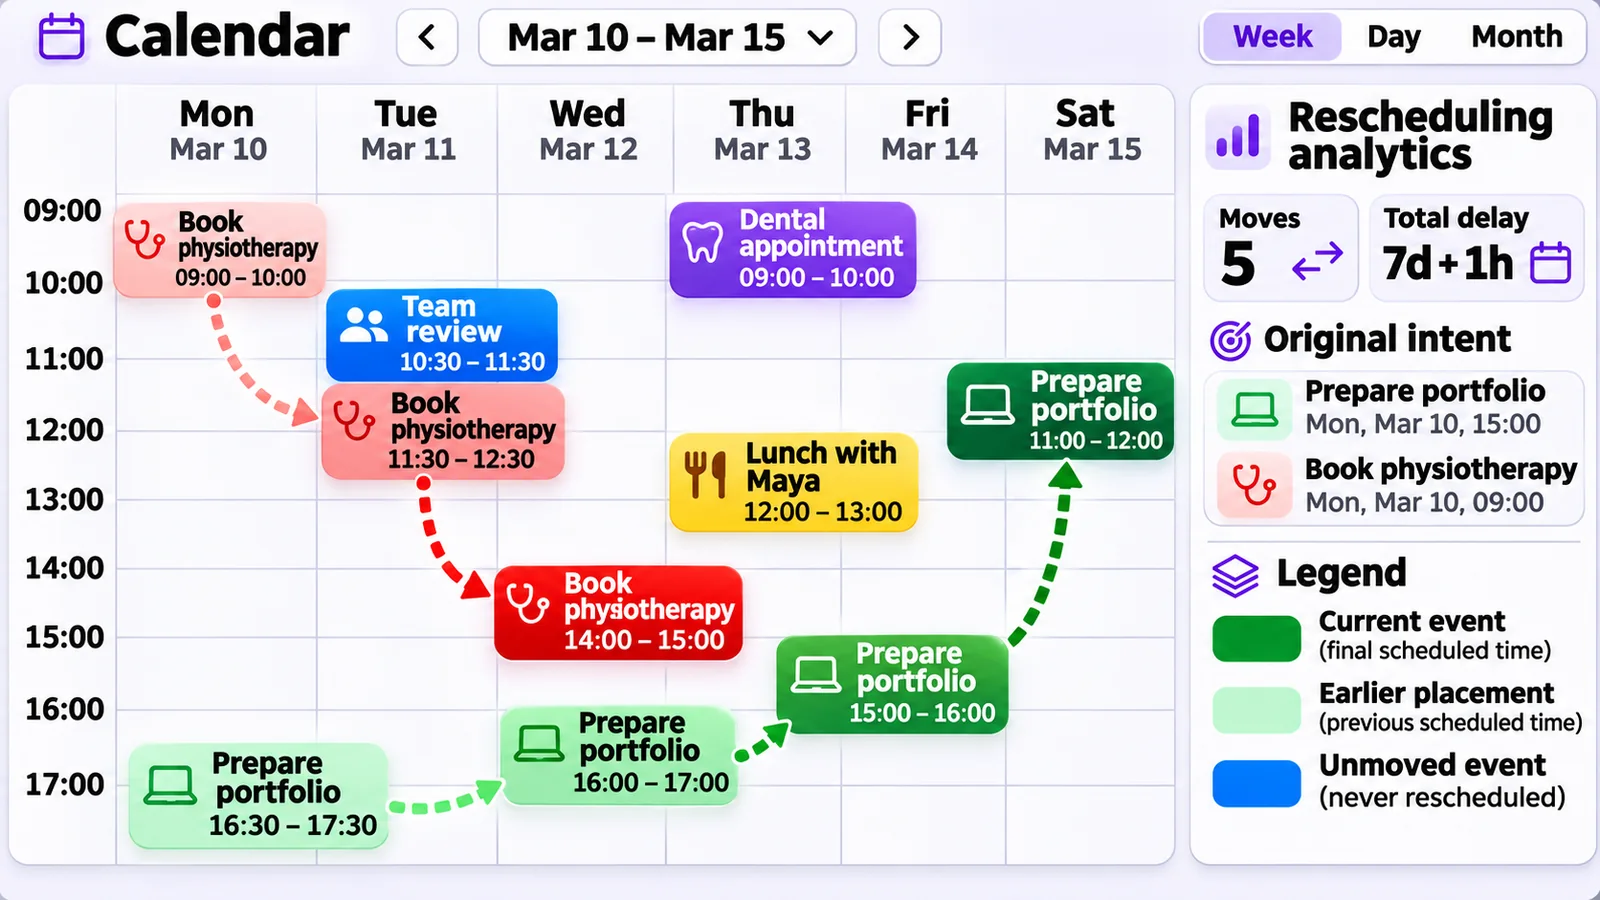 Calendar
Mar 10 – Mar 15
Week
Day
Month
Mon
Mar 10
Tue
Mar 11
Wed
Mar 12
Thu
Mar 13
Fri
Mar 14
Sat
Mar 15
09:00
10:00
11:00
12:00
13:00
14:00
15:00
16:00
17:00
Book
physiotherapy
09:00 – 10:00
Team
review
10:30 – 11:30
Book
physiotherapy
11:30 – 12:30
Book
physiotherapy
14:00 – 15:00
Dental
appointment
09:00 – 10:00
Lunch with
Maya
12:00 – 13:00
Prepare
portfolio
11:00 – 12:00
Prepare
portfolio
15:00 – 16:00
Prepare
portfolio
16:00 – 17:00
Prepare
portfolio
16:30 – 17:30
Rescheduling
analytics
Moves
5
Total delay
7d + 1h
Original intent
Prepare portfolio
Mon, Mar 10, 15:00
Book physiotherapy
Mon, Mar 10, 09:00
Legend
Current event
(final scheduled time)
Earlier placement
(previous scheduled time)
Unmoved event
(never rescheduled)